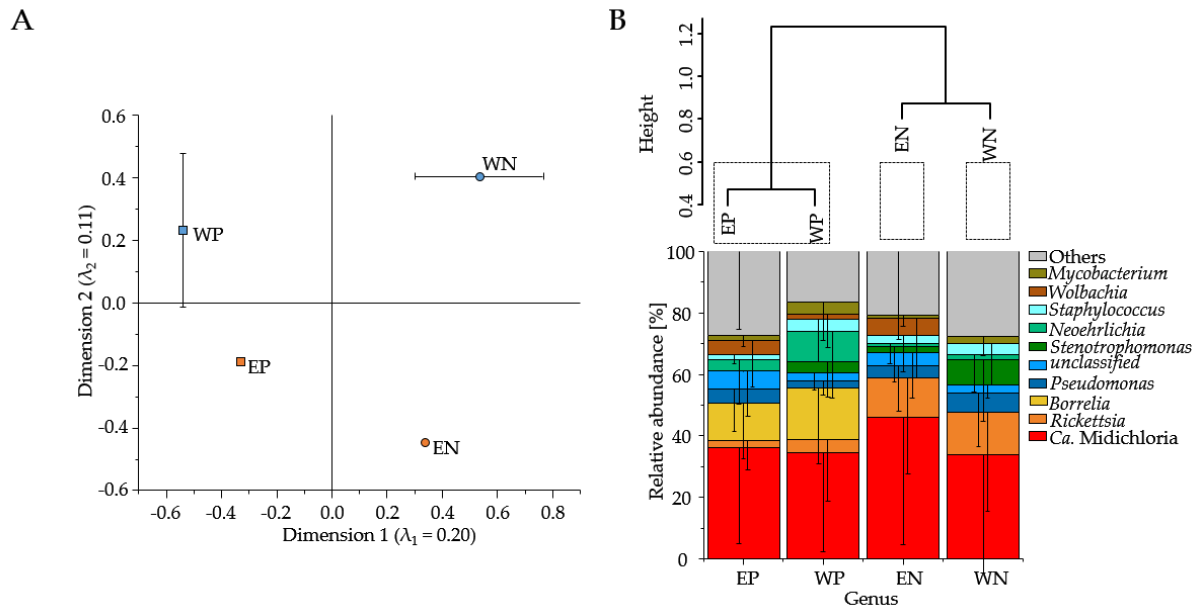 A
0.6
0.4
0.2
0.0
-0.2
-0.4
-0.6
Dimension 2 (λ₂ = 0.11)
WP
WN
EP
EN
-0.6 -0.4 -0.2 0.0 0.2 0.4 0.6 0.8
Dimension 1 (λ₁ = 0.20)
B
Height
1.2
1.0
0.8
0.6
0.4
EP
WP
EN
WN
Relative abundance [%]
100
80
60
40
20
0
EP WP EN WN
Genus
Others
Mycobacterium
Wolbachia
Staphylococcus
Neoehrlichia
Stenotrophomonas
unclassified
Pseudomonas
Borrelia
Rickettsia
Ca. Midichloria